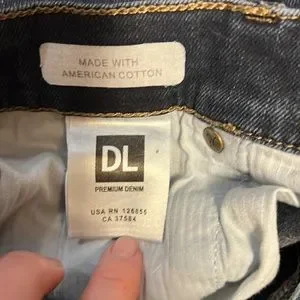 MADE WITH
AMERICAN COTTON
DL
PREMIUM DENIM
USA RN 126856
CA 37584